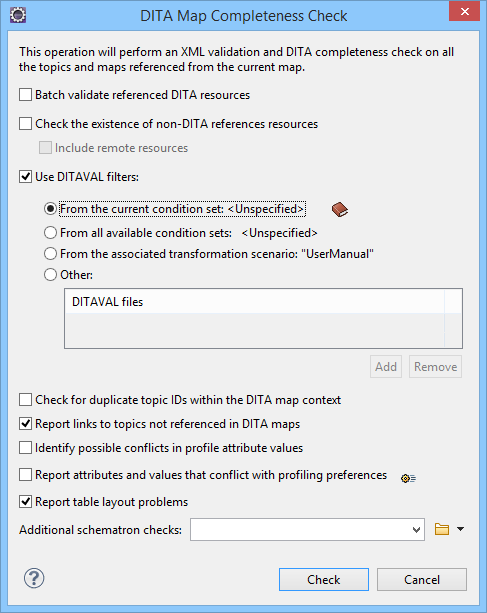 DITA Map Completeness Check
This operation will perform an XML validation and DITA completeness check on all
the topics and maps referenced from the current map.
Batch validate referenced DITA resources
Check the existence of non-DITA references resources
Include remote resources
Use DITAVAL filters:
From the current condition set: <Unspecified>
From all available condition sets: <Unspecified>
From the associated transformation scenario: "UserManual"
Other:
DITAVAL files
Add Remove
Check for duplicate topic IDs within the DITA map context
Report links to topics not referenced in DITA maps
Identify possible conflicts in profile attribute values
Report attributes and values that conflict with profiling preferences
Report table layout problems
Additional schematron checks:
? Check Cancel